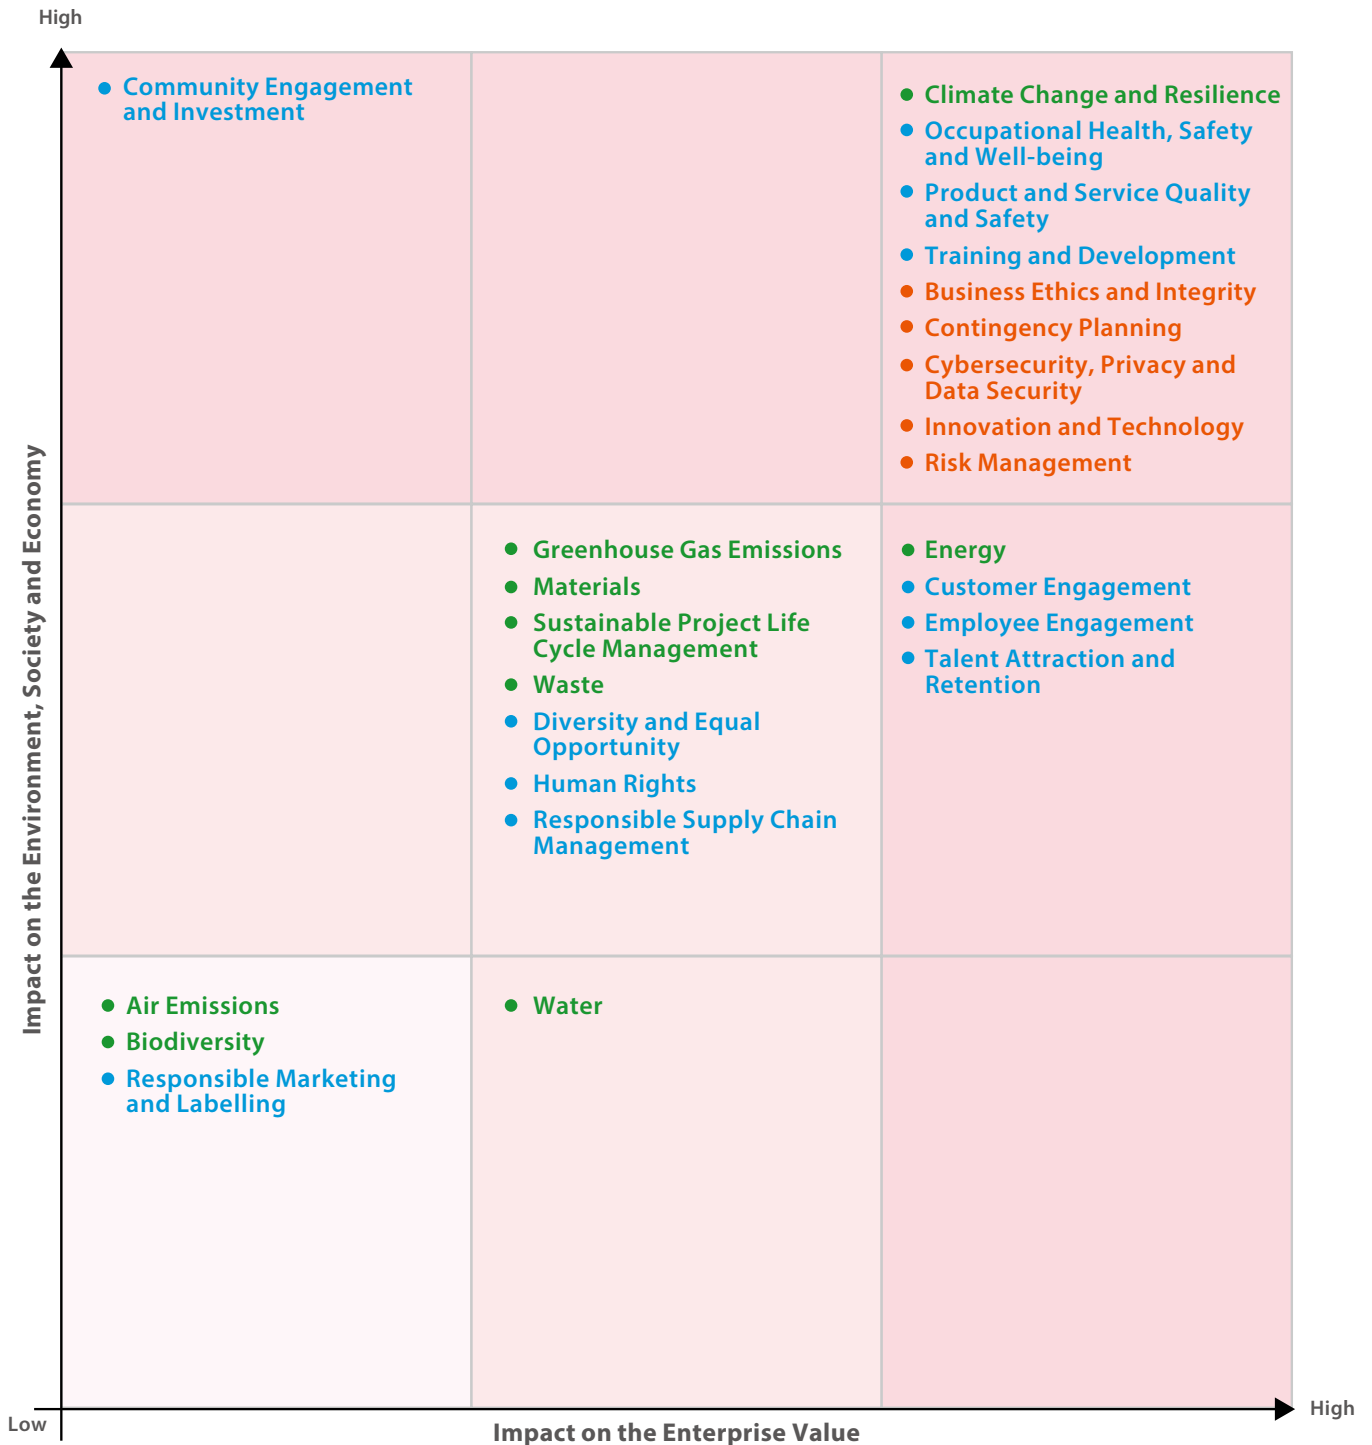 High
Community Engagement
and Investment
Climate Change and Resilience
Occupational Health, Safety
and Well-being
Product and Service Quality
and Safety
Training and Development
Business Ethics and Integrity
Contingency Planning
Cybersecurity, Privacy and
Data Security
Innovation and Technology
Risk Management
Impact on the Environment, Society and Economy
Greenhouse Gas Emissions
Materials
Sustainable Project Life
Cycle Management
Waste
Diversity and Equal
Opportunity
Human Rights
Responsible Supply Chain
Management
Energy
Customer Engagement
Employee Engagement
Talent Attraction and
Retention
Air Emissions
Biodiversity
Responsible Marketing
and Labelling
Water
Low
Impact on the Enterprise Value
High